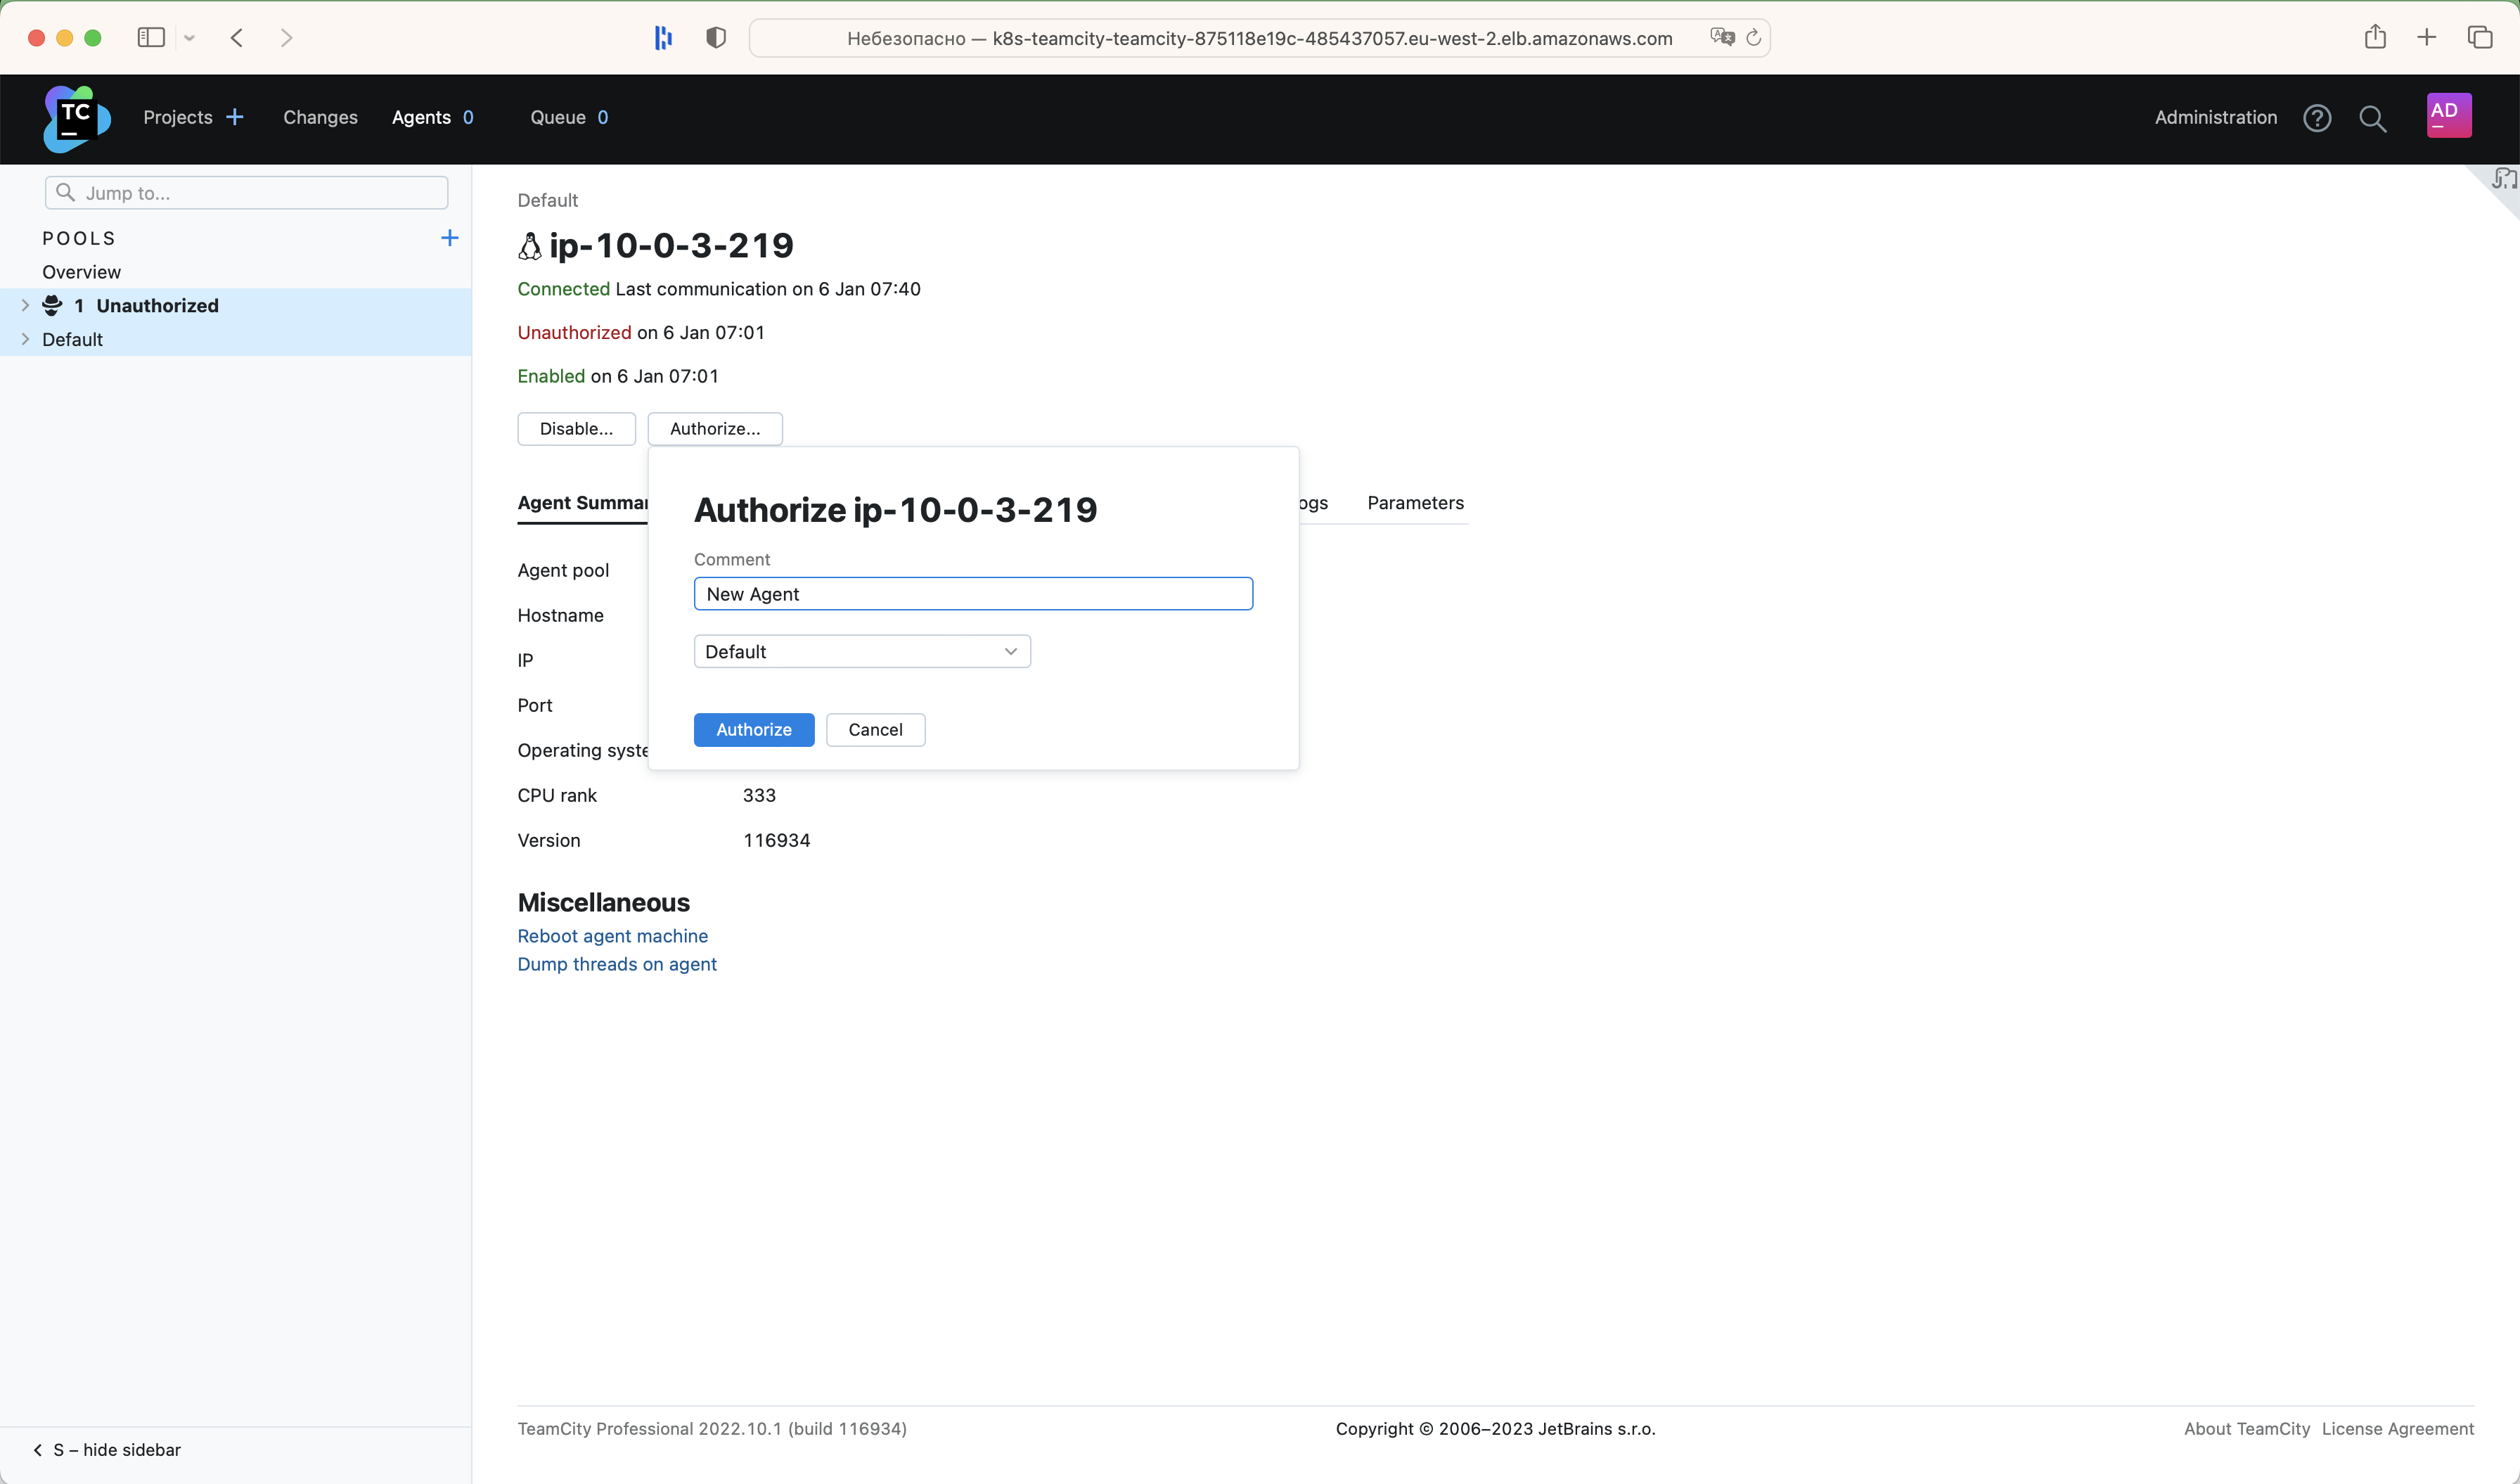 Небезопасно — k8s-teamcity-teamcity-875118e19c-485437057.eu-west-2.elb.amazonaws.com
TC
Projects
Changes
Agents 0
Queue 0
Administration
AD
Jump to...
POOLS
Overview
1 Unauthorized
Default
Default
ip-10-0-3-219
Connected Last communication on 6 Jan 07:40
Unauthorized on 6 Jan 07:01
Enabled on 6 Jan 07:01
Disable...
Authorize...
Agent Summar
ogs
Parameters
Authorize ip-10-0-3-219
Comment
New Agent
Default
Authorize
Cancel
Agent pool
Hostname
IP
Port
Operating syste
CPU rank 333
Version 116934
Miscellaneous
Reboot agent machine
Dump threads on agent
TeamCity Professional 2022.10.1 (build 116934)
Copyright © 2006–2023 JetBrains s.r.o.
About TeamCity License Agreement
S – hide sidebar